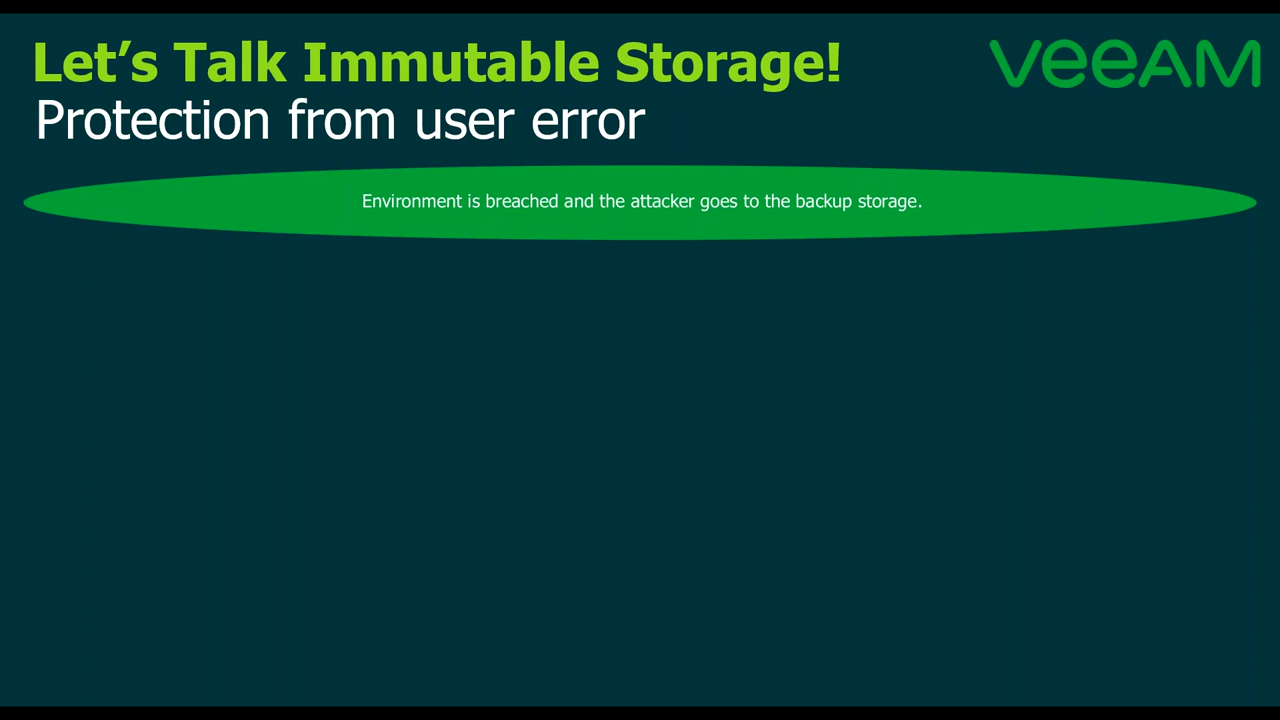 Let’s Talk Immutable Storage!
veeam
Protection from user error
Environment is breached and the attacker goes to the backup storage.